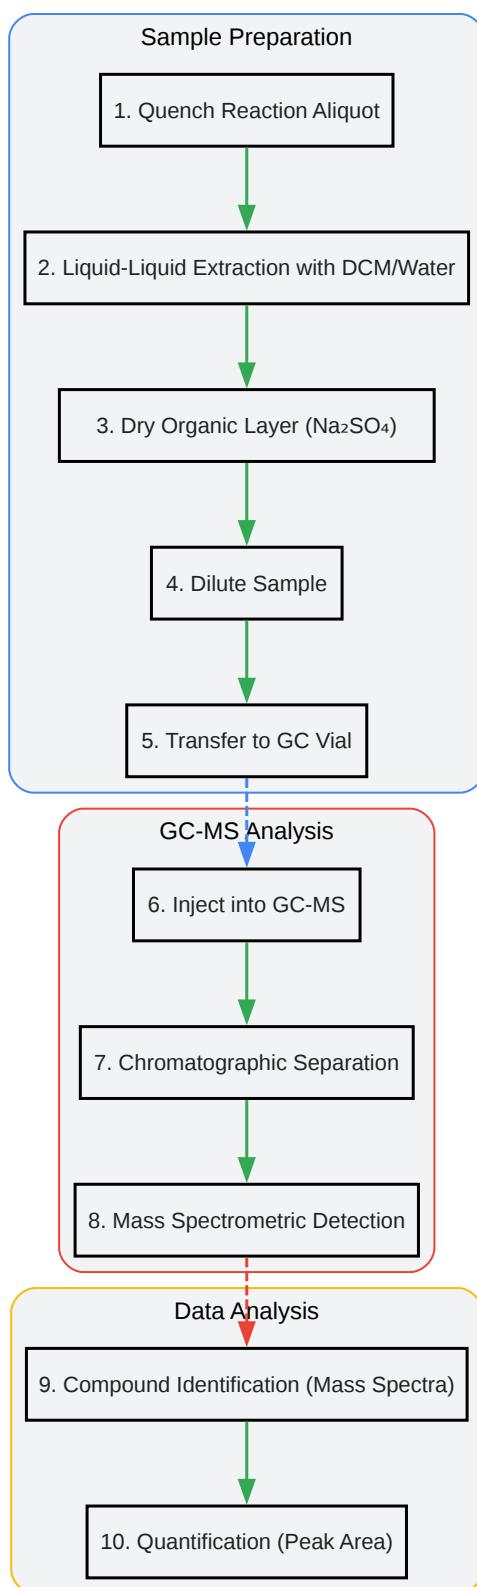 Sample Preparation
1. Quench Reaction Aliquot
2. Liquid-Liquid Extraction with DCM/Water
3. Dry Organic Layer (Na₂SO₄)
4. Dilute Sample
5. Transfer to GC Vial
GC-MS Analysis
6. Inject into GC-MS
7. Chromatographic Separation
8. Mass Spectrometric Detection
Data Analysis
9. Compound Identification (Mass Spectra)
10. Quantification (Peak Area)